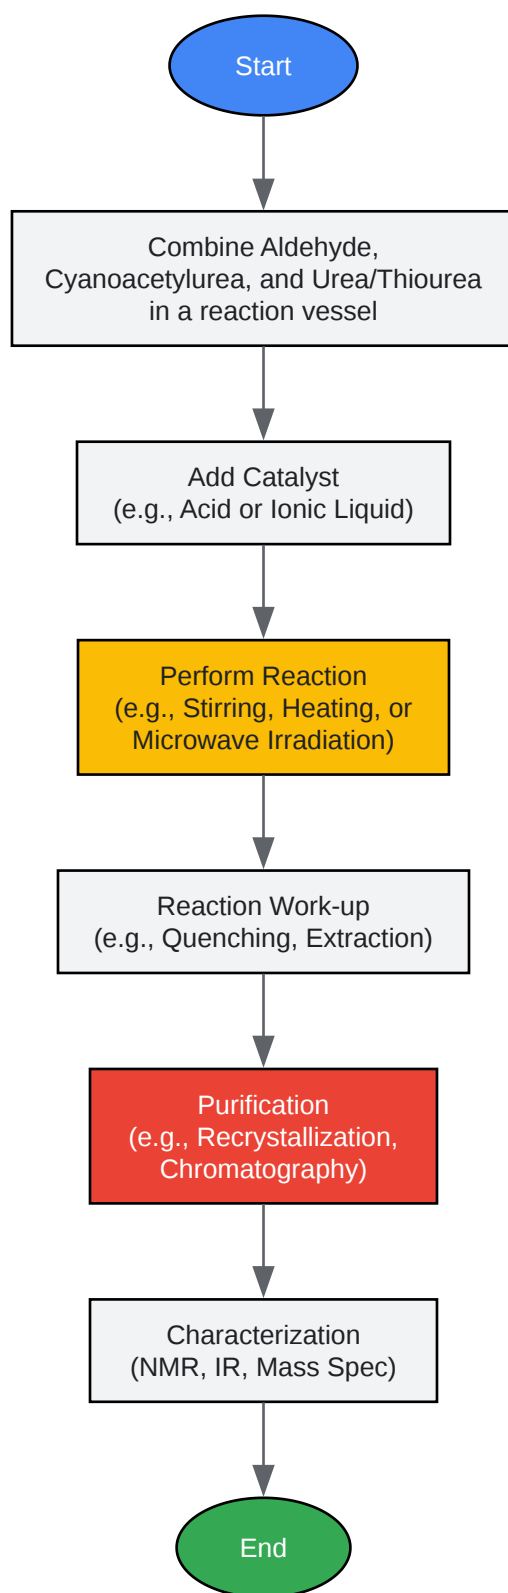 Start
Combine Aldehyde,
Cyanoacetylurea, and Urea/Thiourea
in a reaction vessel
Add Catalyst
(e.g., Acid or Ionic Liquid)
Perform Reaction
(e.g., Stirring, Heating, or
Microwave Irradiation)
Reaction Work-up
(e.g., Quenching, Extraction)
Purification
(e.g., Recrystallization,
Chromatography)
Characterization
(NMR, IR, Mass Spec)
End